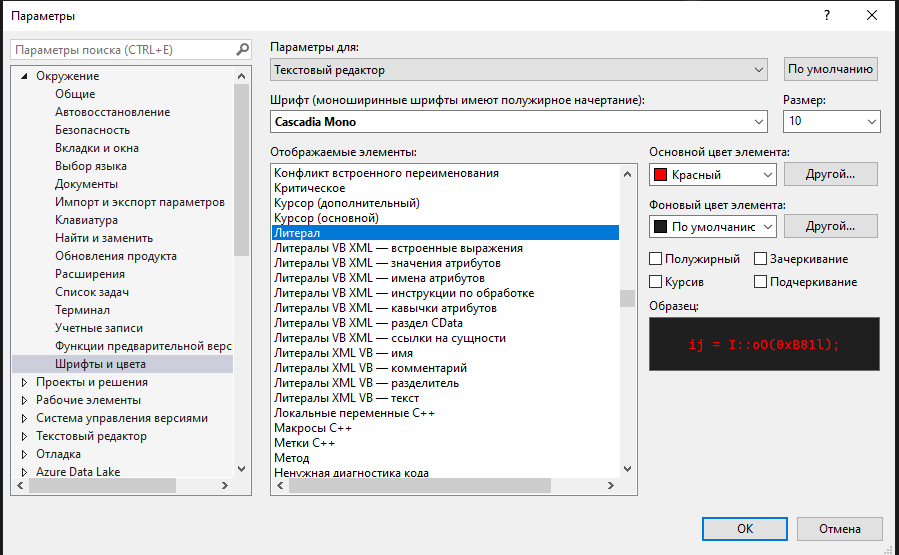 Параметры
?
Параметры поиска (CTRL+E)
Окружение
Общие
Автовосстановление
Безопасность
Вкладки и окна
Выбор языка
Документы
Импорт и экспорт параметров
Клавиатура
Найти и заменить
Обновления продукта
Расширения
Список задач
Терминал
Учетные записи
Функции предварительной верс
Шрифты и цвета
Проекты и решения
Рабочие элементы
Система управления версиями
Текстовый редактор
Отладка
Azure Data Lake
Параметры для:
Текстовый редактор
По умолчанию
Шрифт (моноширинные шрифты имеют полужирное начертание):
Размер:
Cascadia Mono
10
Отображаемые элементы:
Конфликт встроенного переименования
Критическое
Курсор (дополнительный)
Курсор (основной)
Литерал
Литералы VB XML — встроенные выражения
Литералы VB XML — значения атрибутов
Литералы VB XML — имена атрибутов
Литералы VB XML — инструкции по обработке
Литералы VB XML — кавычки атрибутов
Литералы VB XML — раздел CData
Литералы VB XML — ссылки на сущности
Литералы XML VB — имя
Литералы XML VB — комментарий
Литералы XML VB — разделитель
Литералы XML VB — текст
Локальные переменные C++
Макросы C++
Метки C++
Метод
Ненужная диагностика кода
Основной цвет элемента:
Красный
Другой...
Фоновый цвет элемента:
По умолчанию
Другой...
Полужирный
Зачеркивание
Курсив
Подчеркивание
Образец:
ij = I::oO(0xB81l);
ОК
Отмена